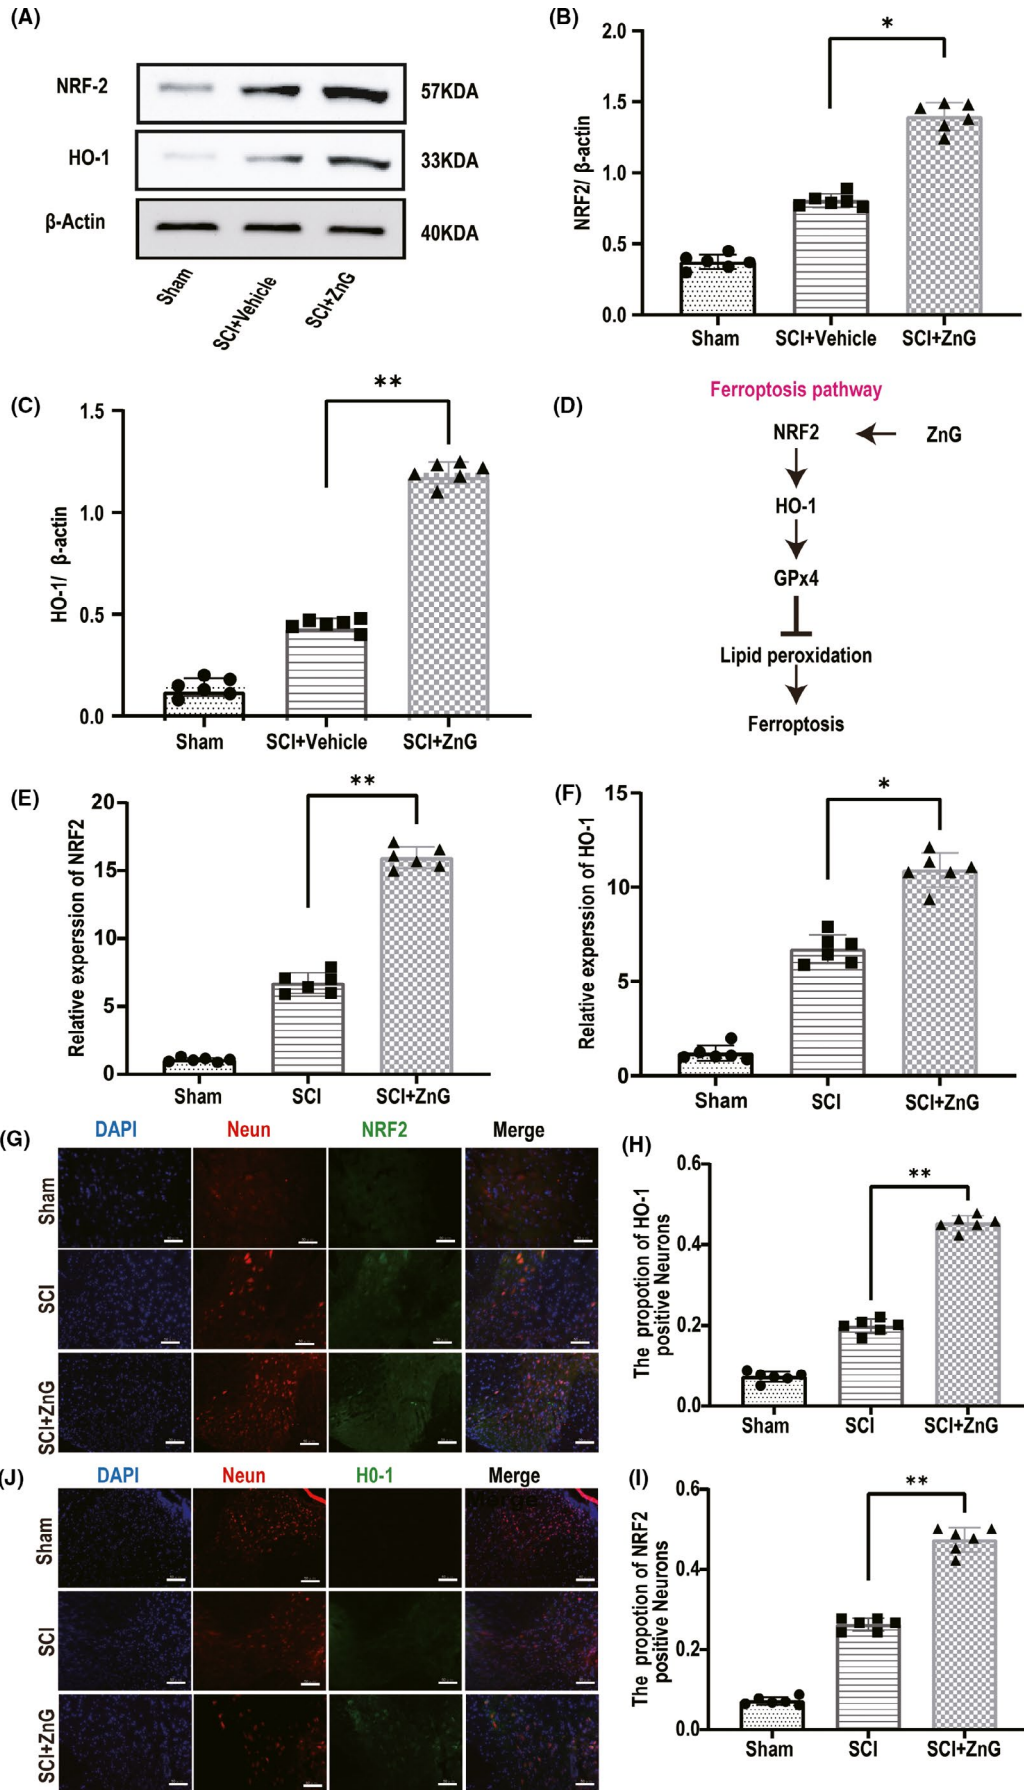 (A)
NRF-2
57KDA
HO-1
33KDA
β-Actin
40KDA
Sham
SCI+Vehicle
SCI+ZnG
(B)
*
NRF2/ β-actin
2.0
1.5
1.0
0.5
0.0
Sham
SCI+Vehicle
SCI+ZnG
(C)
**
HO-1/ β-actin
1.5
1.0
0.5
0.0
Sham
SCI+Vehicle
SCI+ZnG
(D)
Ferroptosis pathway
NRF2
ZnG
HO-1
GPx4
Lipid peroxidation
Ferroptosis
(E)
**
Relative experssion of NRF2
20
15
10
5
0
Sham
SCI
SCI+ZnG
(F)
*
Relative experssion of HO-1
15
10
5
0
Sham
SCI
SCI+ZnG
(G)
DAPI
Neun
NRF2
Merge
Sham
SCI
SCI+ZnG
(H)
**
The propotion of HO-1
positive Neurons
0.6
0.4
0.2
0.0
Sham
SCI
SCI+ZnG
(J)
DAPI
Neun
H0-1
Merge
Sham
SCI
SCI+ZnG
(I)
**
The propotion of NRF2
positive Neurons
0.6
0.4
0.2
0.0
Sham
SCI
SCI+ZnG